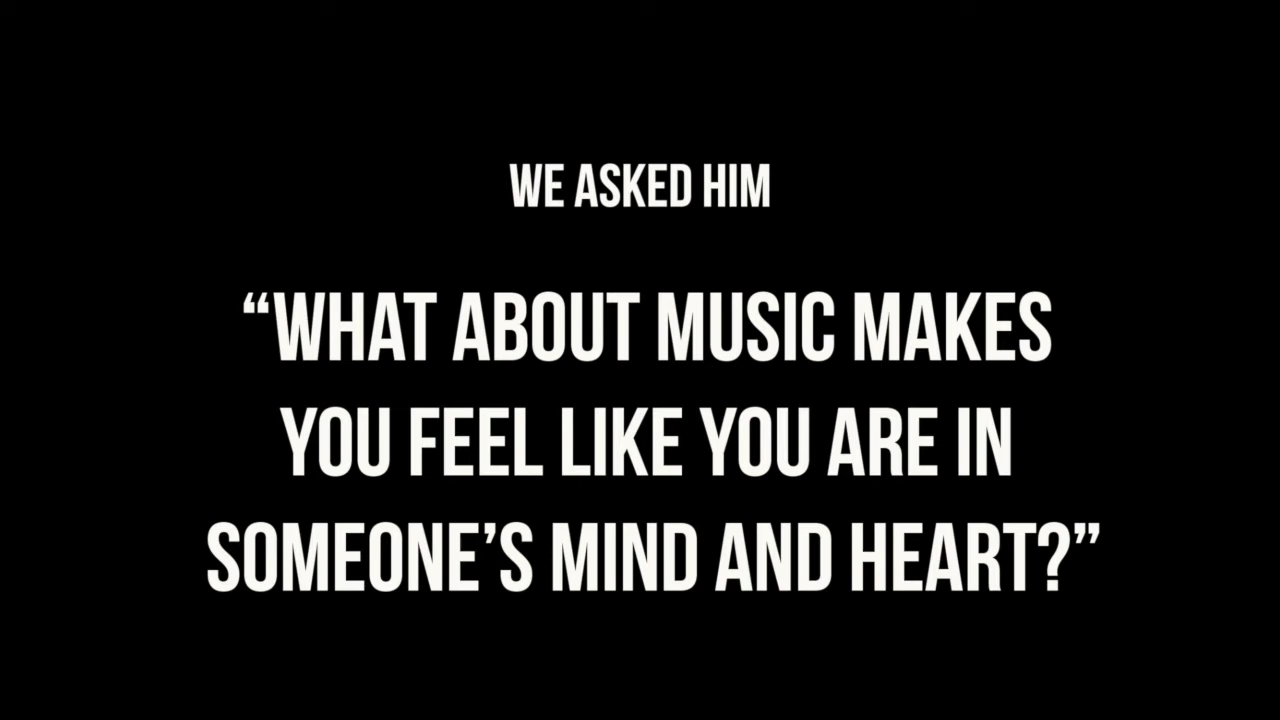 WE ASKED HIM
“WHAT ABOUT MUSIC MAKES
YOU FEEL LIKE YOU ARE IN
SOMEONE’S MIND AND HEART?”